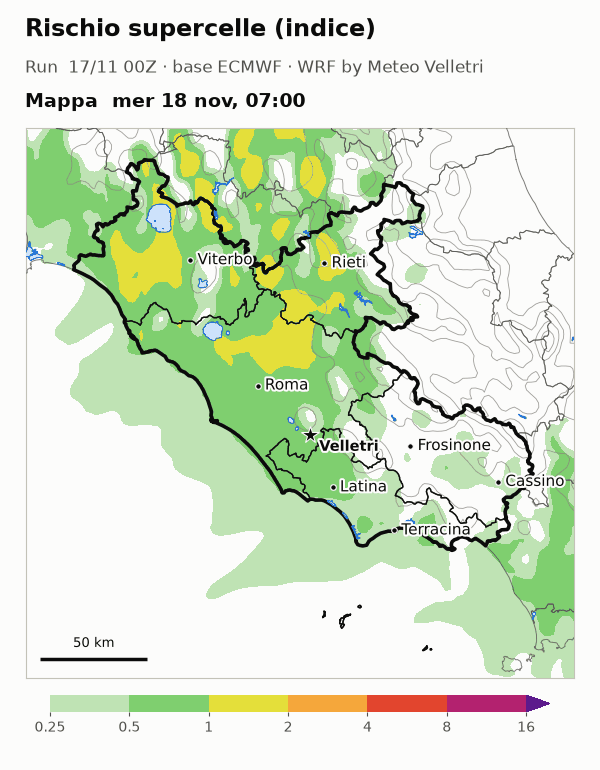 Rischio supercelle (indice)
Run  17/11 00Z · base ECMWF · WRF by Meteo Velletri
Mappa  mer 18 nov, 07:00
Viterbo
Rieti
Roma
Velletri
Frosinone
Cassino
Latina
Terracina
50 km
0.25 0.5 1 2 4 8 16